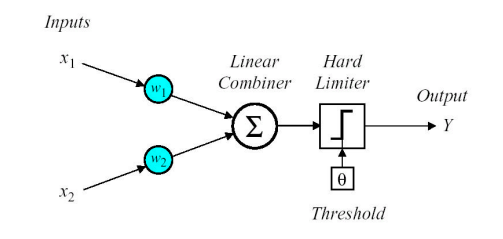 Inputs
x1
w1
Linear
Combiner
Σ
Hard
Limiter
Output
Y
w2
x2
θ
Threshold